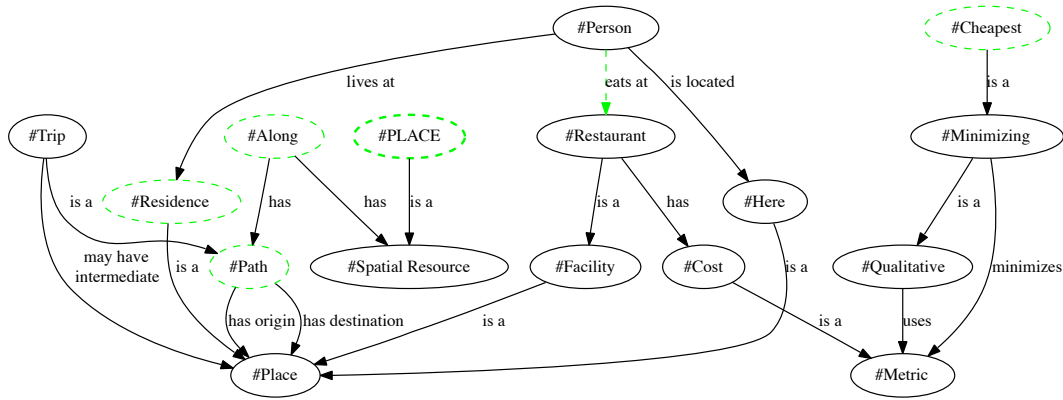 #Person
#Cheapest
lives at
eats at
is located
is a
#Trip
#Along
#PLACE
#Restaurant
#Minimizing
is a
#Residence
has
has
is a
is a
has
#Here
is a
may have
intermediate
is a
#Path
#Spatial Resource
#Facility
#Cost
is a
#Qualitative
minimizes
has origin
has destination
is a
is a
uses
#Place
#Metric